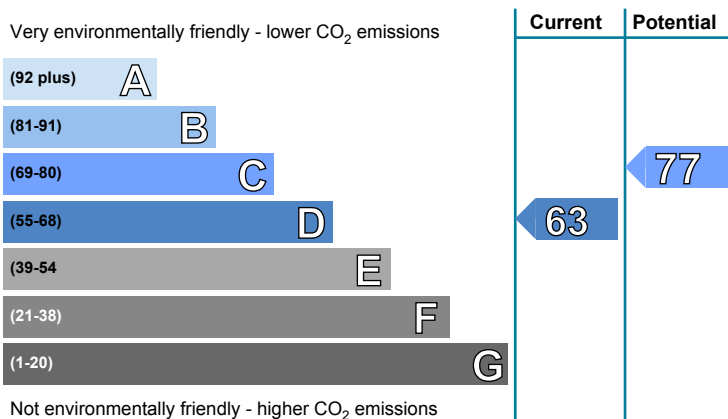 Current Potential
Very environmentally friendly - lower CO2 emissions
(92 plus) A
(81-91) B
(69-80) C
77
(55-68) D
63
(39-54 E
(21-38) F
(1-20) G
Not environmentally friendly - higher CO2 emissions